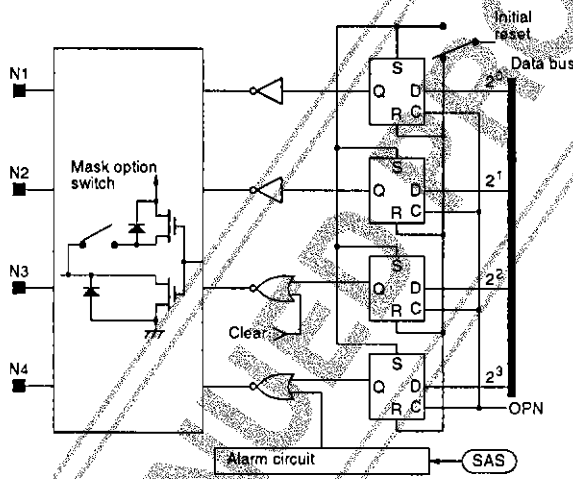 Initial
reset
Data bus
N1
S
Q
D
2⁰
R
C
N2
Mask option
switch
S
Q
D
2¹
R
C
N3
S
Q
D
2²
R
C
Clear
N4
S
Q
D
2³
R
C
OPN
Alarm circuit
SAS